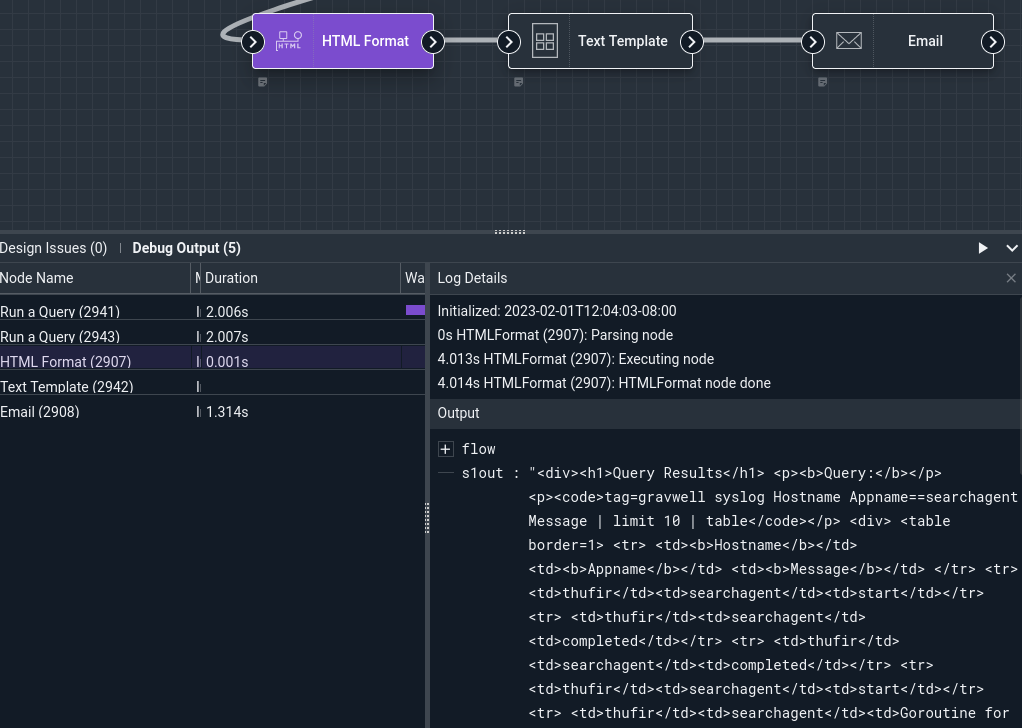 HTML
HTML Format
Text Template
Email
Design Issues (0)
Debug Output (5)
Node Name
Duration
Wa
Log Details
Run a Query (2941)
2.006s
Run a Query (2943)
2.007s
HTML Format (2907)
0.001s
Text Template (2942)
Email (2908)
1.314s
Initialized: 2023-02-01T12:04:03-08:00
0s HTMLFormat (2907): Parsing node
4.013s HTMLFormat (2907): Executing node
4.014s HTMLFormat (2907): HTMLFormat node done
Output
flow
s1out : "<div><h1>Query Results</h1> <p><b>Query:</b></p>
<p><code>tag=gravwell syslog Hostname Appname==searchagent
Message | limit 10 | table</code></p> <div> <table
border=1> <tr> <td><b>Hostname</b></td>
<td><b>Appname</b></td> <td><b>Message</b></td> </tr> <tr>
<td>thufir</td><td>searchagent</td><td>start</td></tr>
<tr> <td>thufir</td><td>searchagent</td>
<td>completed</td></tr> <tr> <td>thufir</td>
<td>searchagent</td><td>completed</td></tr> <tr>
<td>thufir</td><td>searchagent</td><td>start</td></tr>
<tr> <td>thufir</td><td>searchagent</td><td>Goroutine for